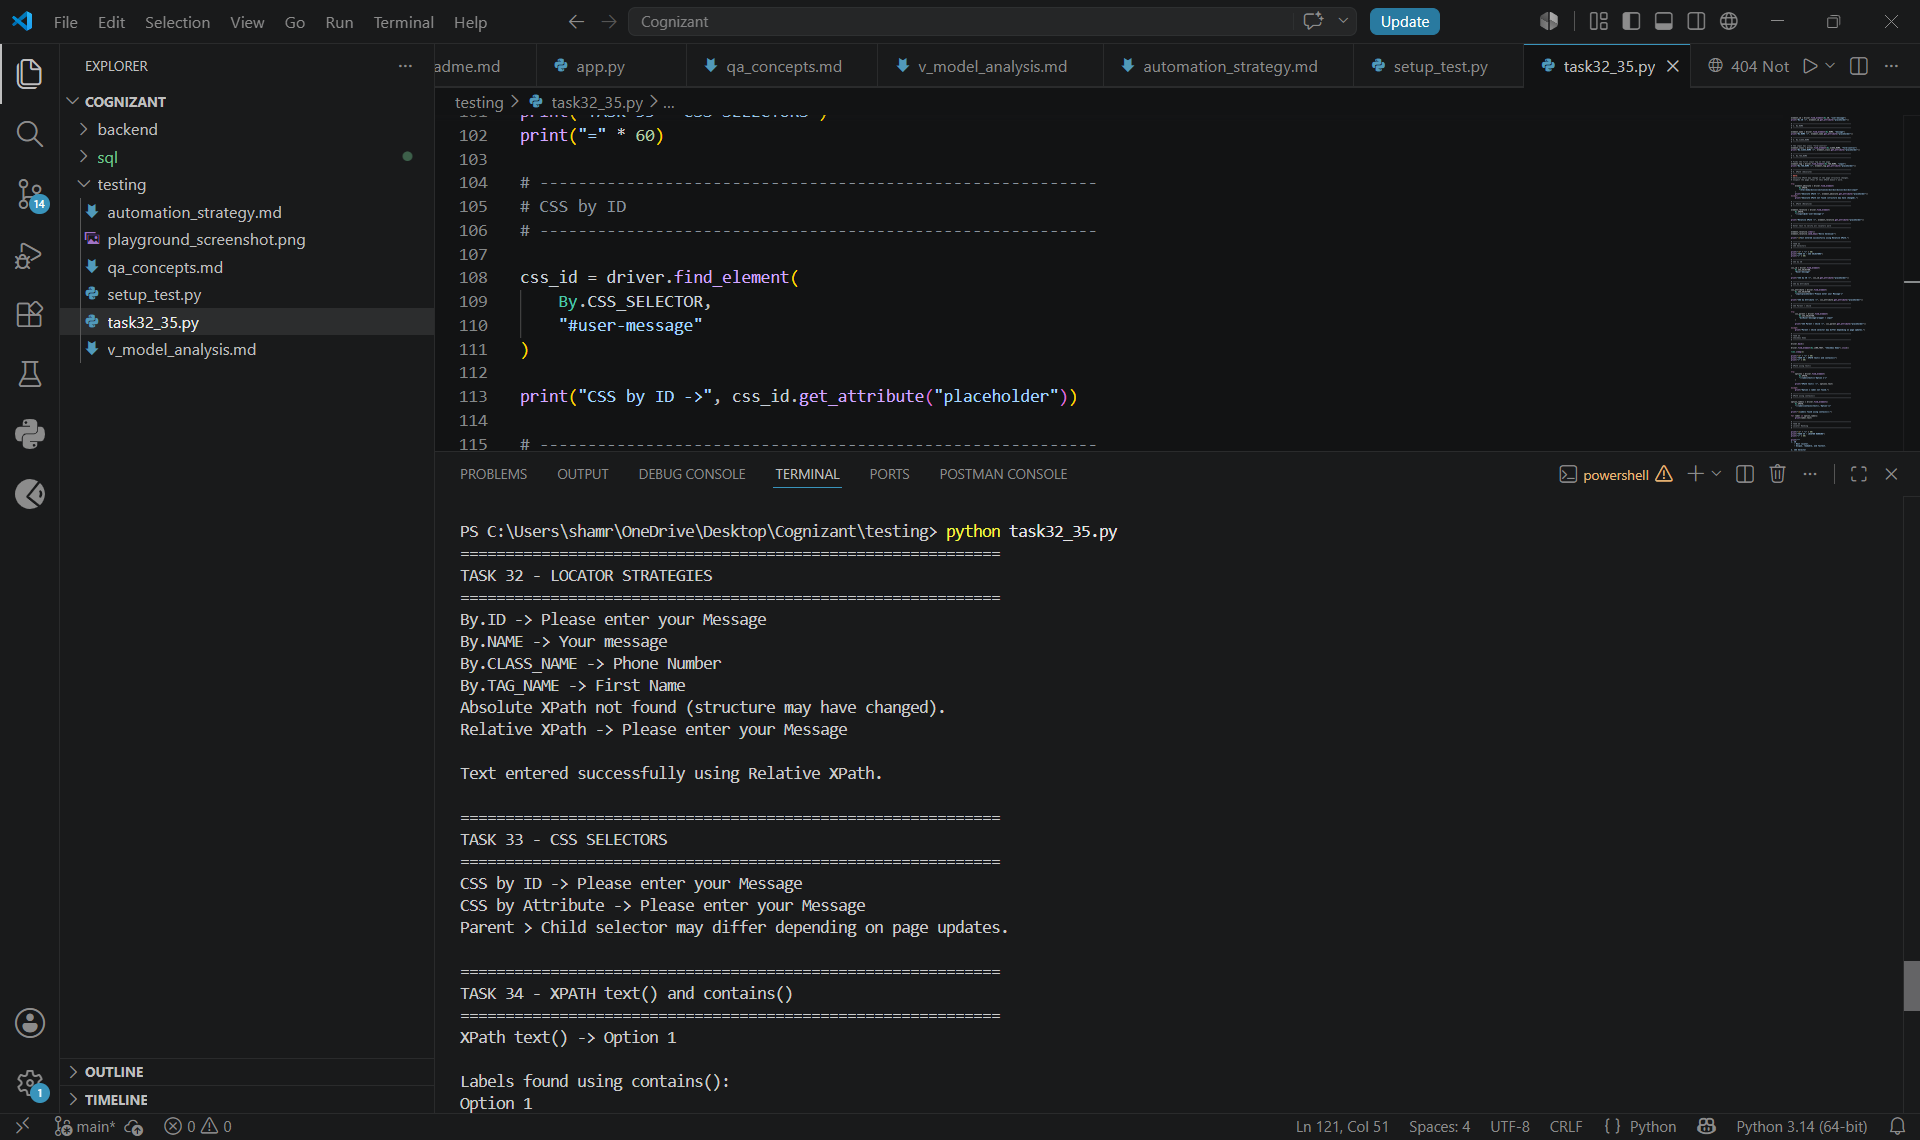 File Edit Selection View Go Run Terminal Help
Cognizant
Update
EXPLORER
adme.md
app.py
qa_concepts.md
v_model_analysis.md
automation_strategy.md
setup_test.py
task32_35.py
404 Not
COGNIZANT
backend
sql
testing
automation_strategy.md
playground_screenshot.png
qa_concepts.md
setup_test.py
task32_35.py
v_model_analysis.md
14
testing > task32_35.py > ...
102 print("=" * 60)
103
104 # --------------------------------------------------------------
105 # CSS by ID
106 # --------------------------------------------------------------
107
108 css_id = driver.find_element(
109 By.CSS_SELECTOR,
110 "#user-message"
111 )
112
113 print("CSS by ID ->", css_id.get_attribute("placeholder"))
114
115 # --------------------------------------------------------------
PROBLEMS OUTPUT DEBUG CONSOLE TERMINAL PORTS POSTMAN CONSOLE
powershell
PS C:\Users\shamr\OneDrive\Desktop\Cognizant\testing> python task32_35.py
============================================================
TASK 32 - LOCATOR STRATEGIES
============================================================
By.ID -> Please enter your Message
By.NAME -> Your message
By.CLASS_NAME -> Phone Number
By.TAG_NAME -> First Name
Absolute XPath not found (structure may have changed).
Relative XPath -> Please enter your Message
Text entered successfully using Relative XPath.
============================================================
TASK 33 - CSS SELECTORS
============================================================
CSS by ID -> Please enter your Message
CSS by Attribute -> Please enter your Message
Parent > Child selector may differ depending on page updates.
============================================================
TASK 34 - XPATH text() and contains()
============================================================
XPath text() -> Option 1
Labels found using contains():
Option 1
OUTLINE
TIMELINE
1
main* 0 0
Ln 121, Col 51 Spaces: 4 UTF-8 CRLF { } Python Python 3.14 (64-bit)